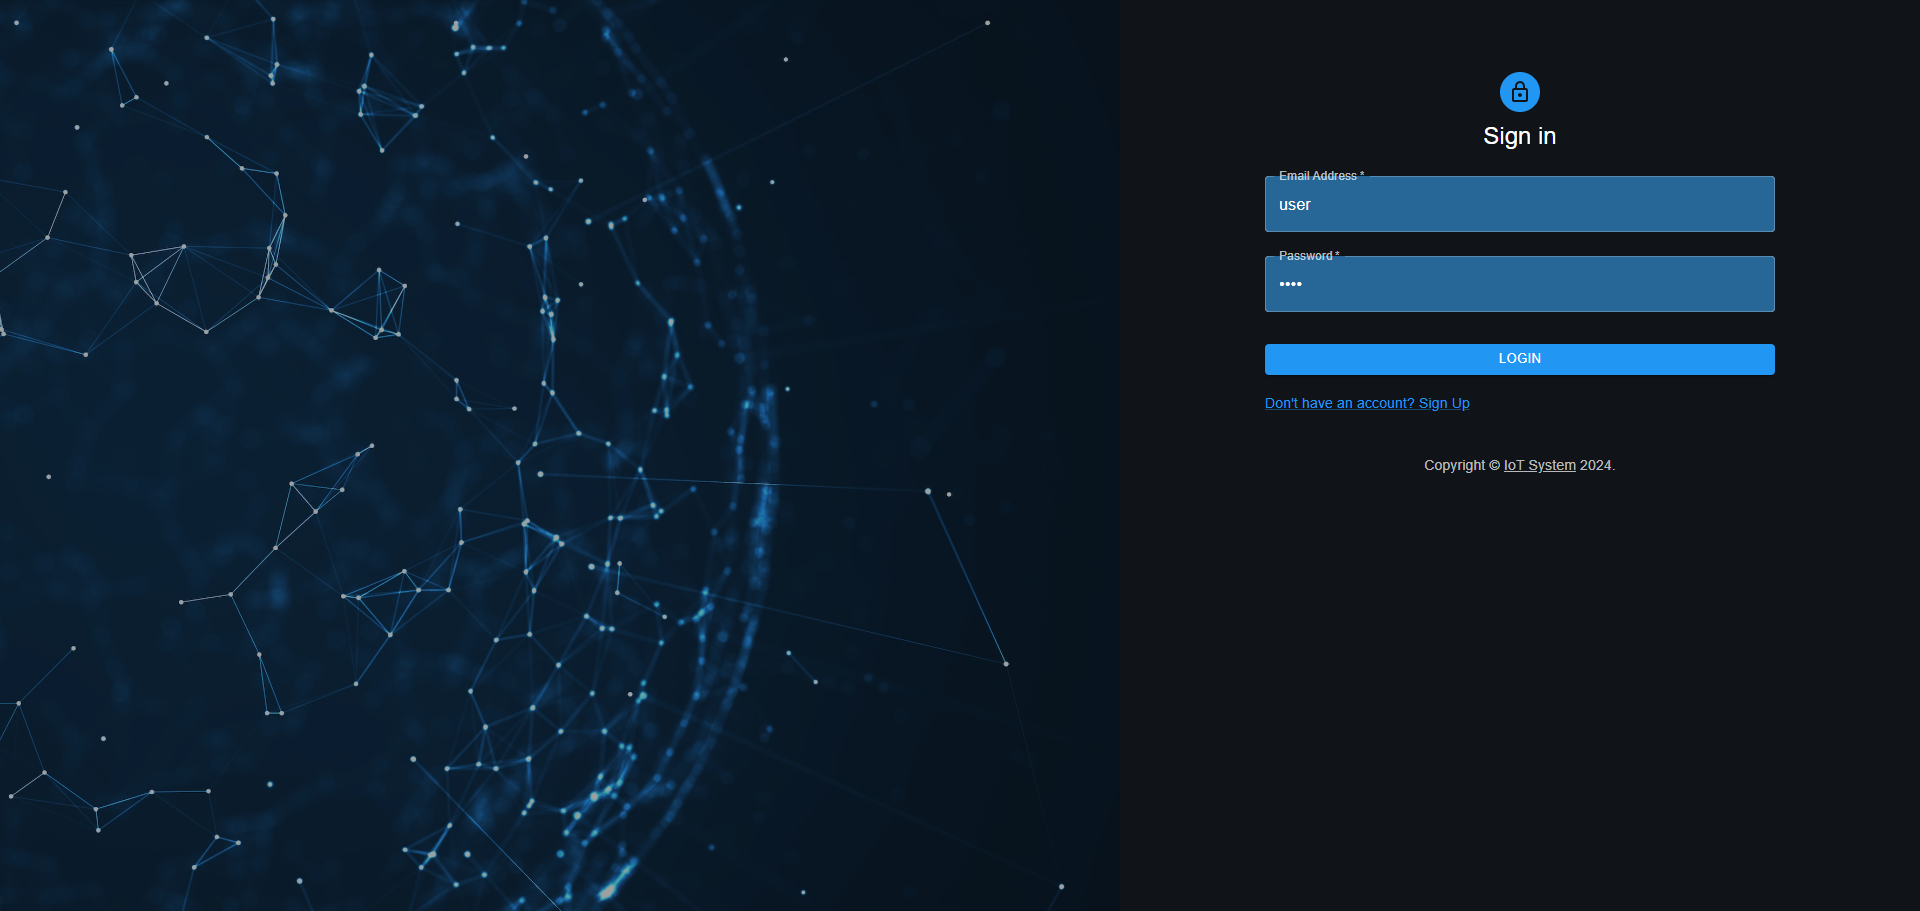 Sign in
Email Address *
user
Password *
••••
LOGIN
Don't have an account? Sign Up
Copyright © IoT System 2024.